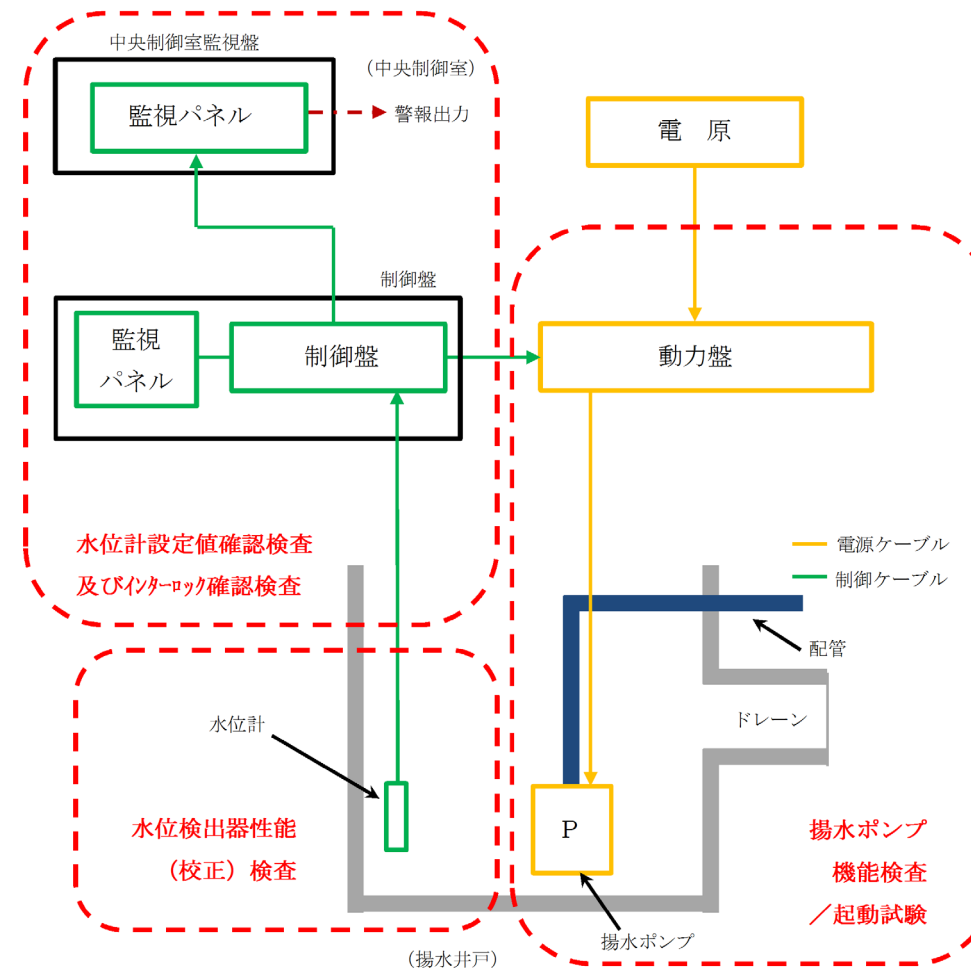 中央制御室監視盤
（中央制御室）
監視パネル
警報出力
電　原
制御盤
監視
パネル
制御盤
動力盤
水位計設定値確認検査
及びｲﾝﾀｰﾛｯｸ確認検査
電源ケーブル
制御ケーブル
配管
水位計
ドレーン
水位検出器性能
（校正）検査
P
揚水ポンプ
機能検査
／起動試験
揚水ポンプ
（揚水井戸）